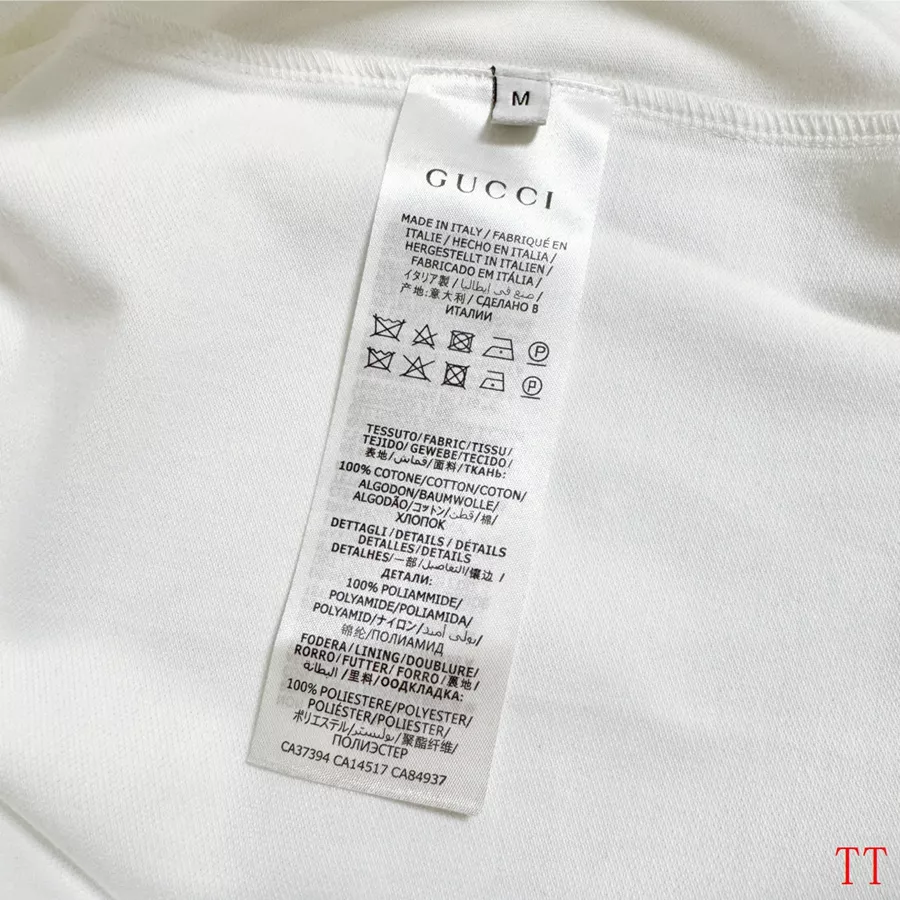 M
GUCCI
MADE IN ITALY / FABRIQUÉ EN
ITALIE / HECHO EN ITALIA /
HERGESTELLT IN ITALIEN /
FABRICADO EM ITÁLIA /
イタリア製 / صنع في ايطاليا /
产地:意大利 / СДЕЛАНО В
ИТАЛИИ
P
P
TESSUTO/FABRIC/TISSU/
TEJIDO/ GEWEBE/TECIDO/
表地/قماش/面料/ТКАНЬ:
100% COTONE/COTTON/COTON/
ALGODON/BAUMWOLLE/
ALGODÃO/コットン/قطن/棉/
ХЛОПОК
DETTAGLI/DETAILS / DÉTAILS
DETALLES/DETAILS
DETALHES/一部/التفاصيل/镶边 /
ДЕТАЛИ:
100% POLIAMMIDE/
POLYAMIDE/POLIAMIDA/
POLYAMID/ナイロン/بولي أميد/
锦纶/ПОЛИАМИД
FODERA/LINING/DOUBLURE/
RORRO/FUTTER/ FORRO/裏地/
البطانة/里料/ООДКЛАДКА:
100% POLIESTERE/POLYESTER/
POLIÉSTER/POLIESTER/
ポリエステル/بوليستر/聚酯纤维/
ПОЛИЭСТЕР
CA37394 CA14517 CA84937
TT